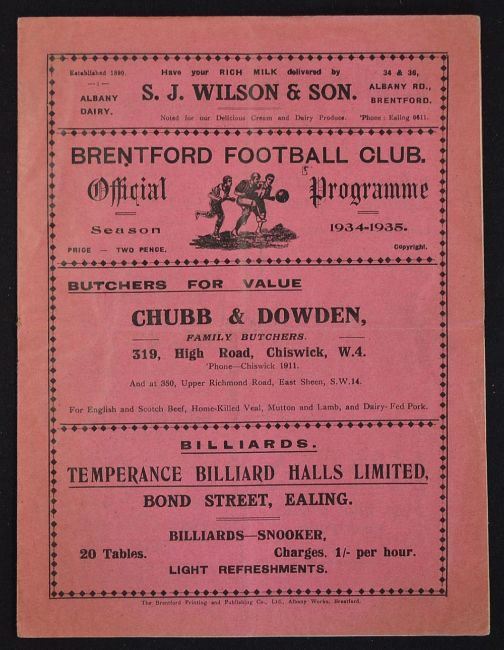 Established 1890.
ALBANY
DAIRY.
Have your RICH MILK delivered by
S. J. WILSON & SON.
Noted for our Delicious Cream and Dairy Produce.
34 & 36,
ALBANY RD.,
BRENTFORD.
'Phone: Ealing 0611.
BRENTFORD FOOTBALL CLUB.
Official Programme
Season 1934-1935.
PRICE — TWO PENCE. Copyright.
BUTCHERS FOR VALUE
CHUBB & DOWDEN,
FAMILY BUTCHERS.
319, High Road, Chiswick, W.4.
'Phone—Chiswick 1911.
And at 350, Upper Richmond Road, East Sheen, S.W.14.
For English and Scotch Beef, Home-Killed Veal, Mutton and Lamb, and Dairy-Fed Pork.
BILLIARDS.
TEMPERANCE BILLIARD HALLS LIMITED,
BOND STREET, EALING.
BILLIARDS—SNOOKER,
20 Tables. Charges. 1/- per hour.
LIGHT REFRESHMENTS.
The Brentford Printing and Publishing Co., Ltd., Albany Works, Brentford.